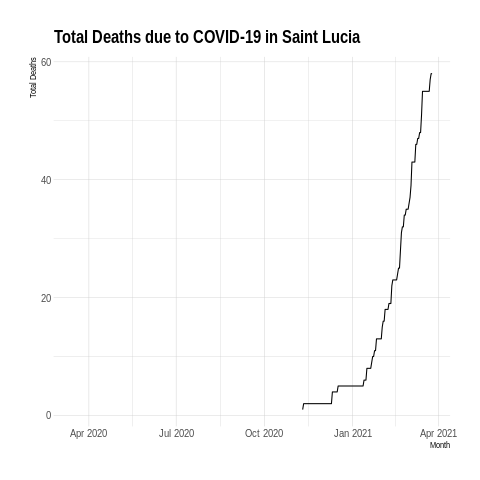 Total Deaths due to COVID-19 in Saint Lucia
Total Deaths
60
40
20
0
Apr 2020 Jul 2020 Oct 2020 Jan 2021 Apr 2021
Month